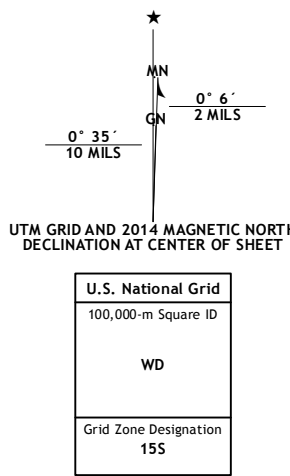 ★
MN
GN
0° 6´
2 MILS
0° 35´
10 MILS
UTM GRID AND 2014 MAGNETIC NORTH
DECLINATION AT CENTER OF SHEET
U.S. National Grid
100,000-m Square ID
WD
Grid Zone Designation
15S